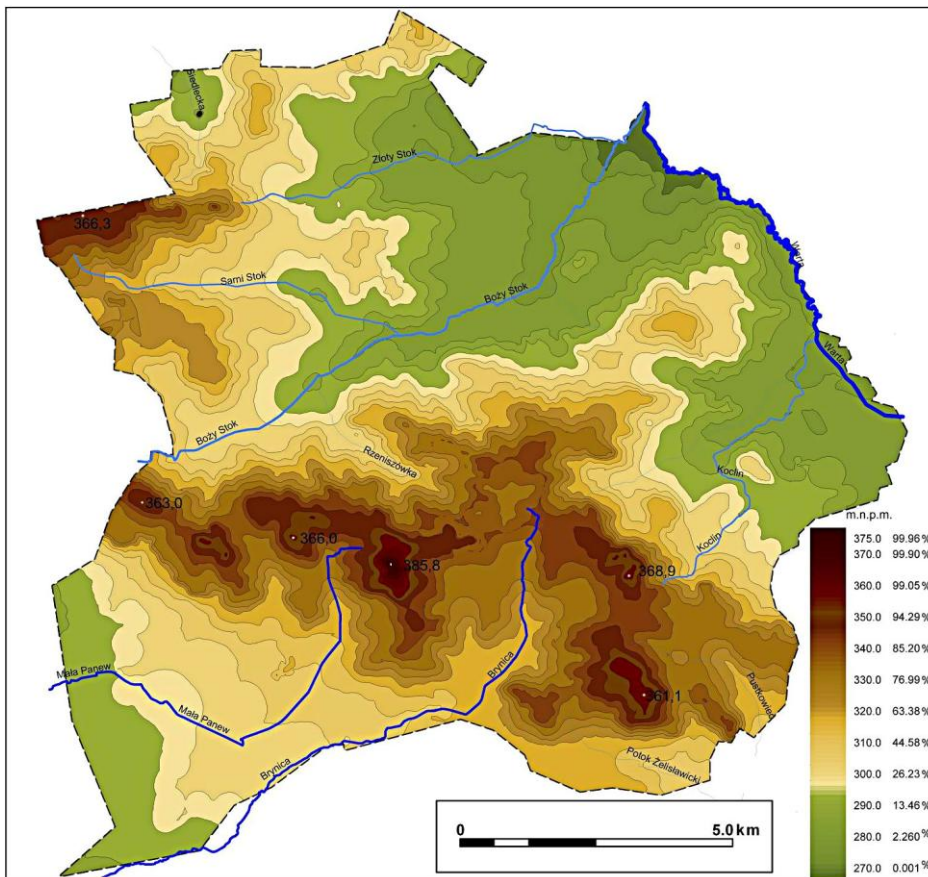 Siedlecka
Złoty Stok
366,3
Sami Stok
Boży Stok
Warta
Warta
Boży Stok
Rzeniszówka
Koclin
363,0
366,0
385,8
368,9
Koclin
361,1
Mała Panew
Mała Panew
Brynica
Brynica
Pustkowiec
Potok Żelisławicki
m.n.p.m.
375.0 99.96%
370.0 99.90%
360.0 99.05%
350.0 94.29%
340.0 85.20%
330.0 76.99%
320.0 63.38%
310.0 44.58%
300.0 26.23%
290.0 13.46%
280.0 2.260%
270.0 0.001%
0 5.0 km